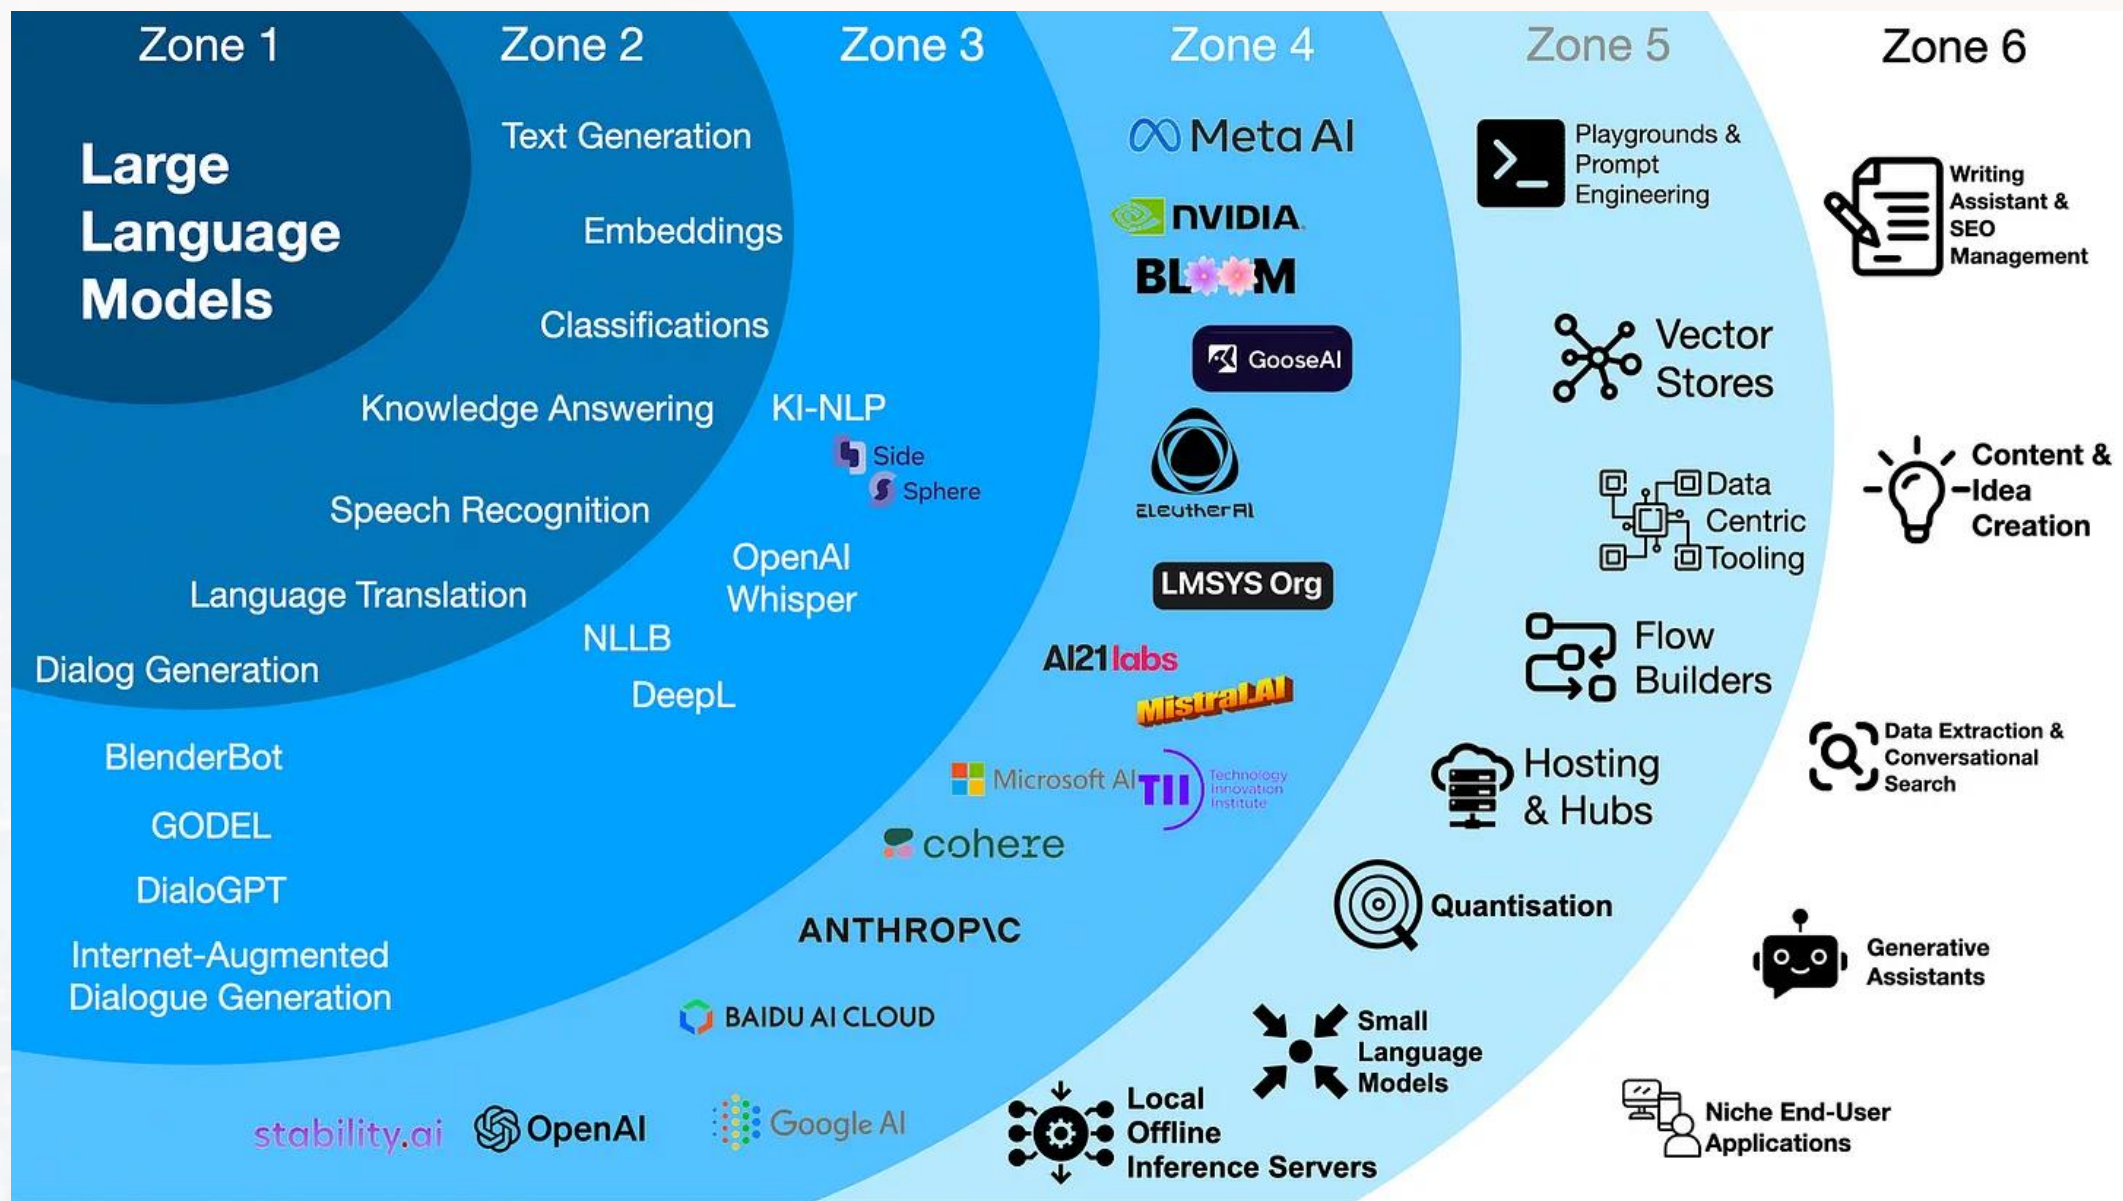 Zone 1
Large
Language
Models
Zone 2
Text Generation
Embeddings
Classifications
Knowledge Answering
Speech Recognition
Language Translation
Dialog Generation
Zone 3
KI-NLP
Side
Sphere
OpenAI
Whisper
NLLB
DeepL
BlenderBot
GODEL
DialoGPT
Internet-Augmented
Dialogue Generation
Zone 4
Meta AI
NVIDIA.
BLOOM
GooseAI
ELeutherAI
LMSYS Org
AI21labs
Mistral.AI
Microsoft AI
TII
Technology
Innovation
Institute
cohere
ANTHROP\C
BAIDU AI CLOUD
Google AI
OpenAI
stability.ai
Zone 5
Playgrounds &
Prompt
Engineering
Vector
Stores
Data
Centric
Tooling
Flow
Builders
Hosting
& Hubs
Quantisation
Small
Language
Models
Local
Offline
Inference Servers
Zone 6
Writing
Assistant &
SEO
Management
Content &
Idea
Creation
Data Extraction &
Conversational
Search
Generative
Assistants
Niche End-User
Applications